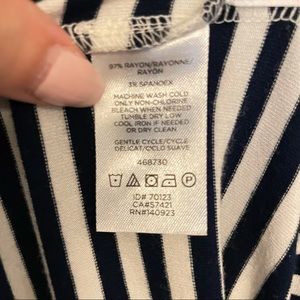 97% RAYON/RAYONNE/
RAYÓN
3% SPANDEX
MACHINE WASH COLD
ONLY NON-CHLORINE
BLEACH WHEN NEEDED
TUMBLE DRY LOW
COOL IRON IF NEEDED
OR DRY CLEAN
GENTLE CYCLE/CYCLE
DELICAT/CICLO SUAVE
468730
ID# 70123
CA#57421
RN#140923